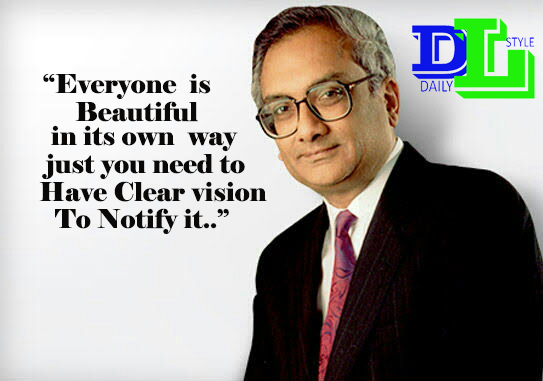 “Everyone is
Beautiful
in its own way
just you need to
Have Clear vision
To Notify it..”
DL
STYLE
DAILY